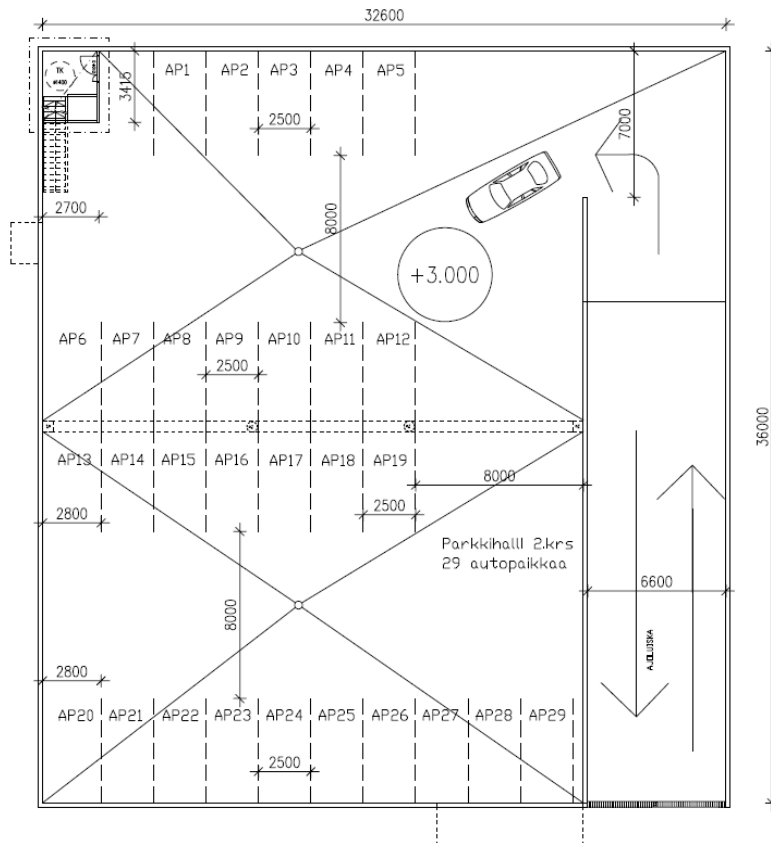 32600
TK
AP1 AP2 AP3 AP4 AP5
3415
2500
7000
2700
8000
+3.000
AP6 AP7 AP8 AP9 AP10 AP11 AP12
2500
36000
AP13 AP14 AP15 AP16 AP17 AP18 AP19
8000
2500
2800
Parkkihalli 2.krs
29 autopaikkaa
6600
8000
AJOLUISKA
2800
AP20 AP21 AP22 AP23 AP24 AP25 AP26 AP27 AP28 AP29
2500